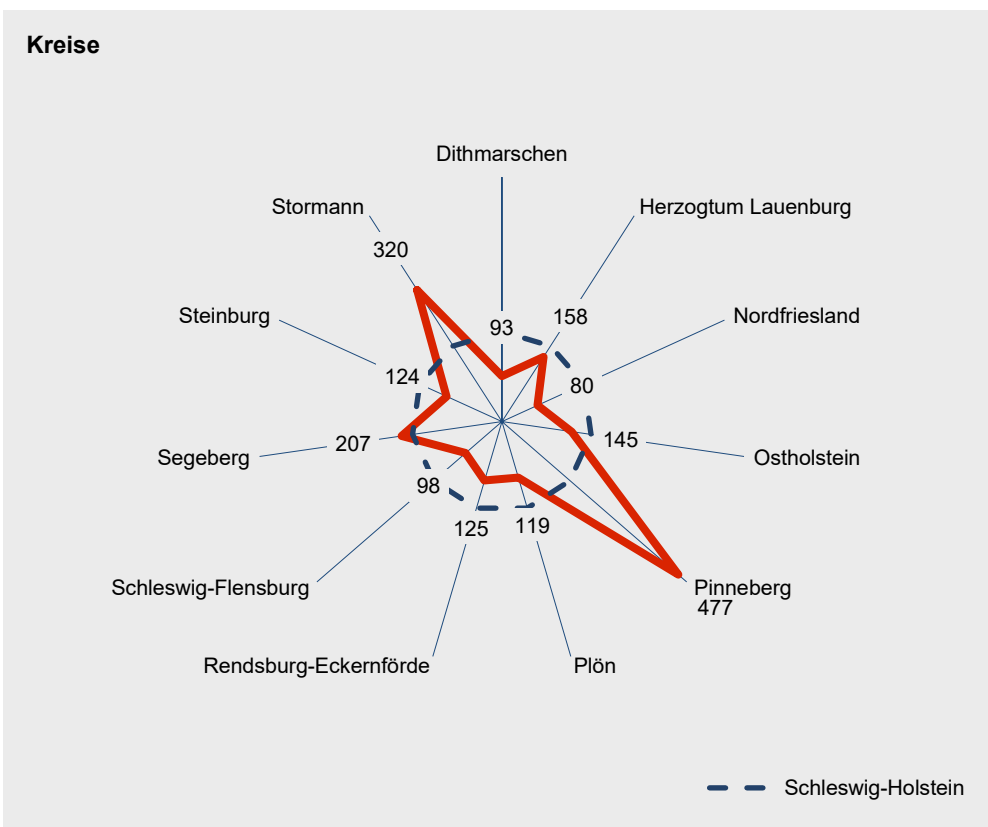 Kreise
Dithmarschen
Stormann
Herzogtum Lauenburg
320
Steinburg
93
158
Nordfriesland
124
80
207
145
Segeberg
Ostholstein
98
125
119
Schleswig-Flensburg
Pinneberg
477
Rendsburg-Eckernförde
Plön
Schleswig-Holstein